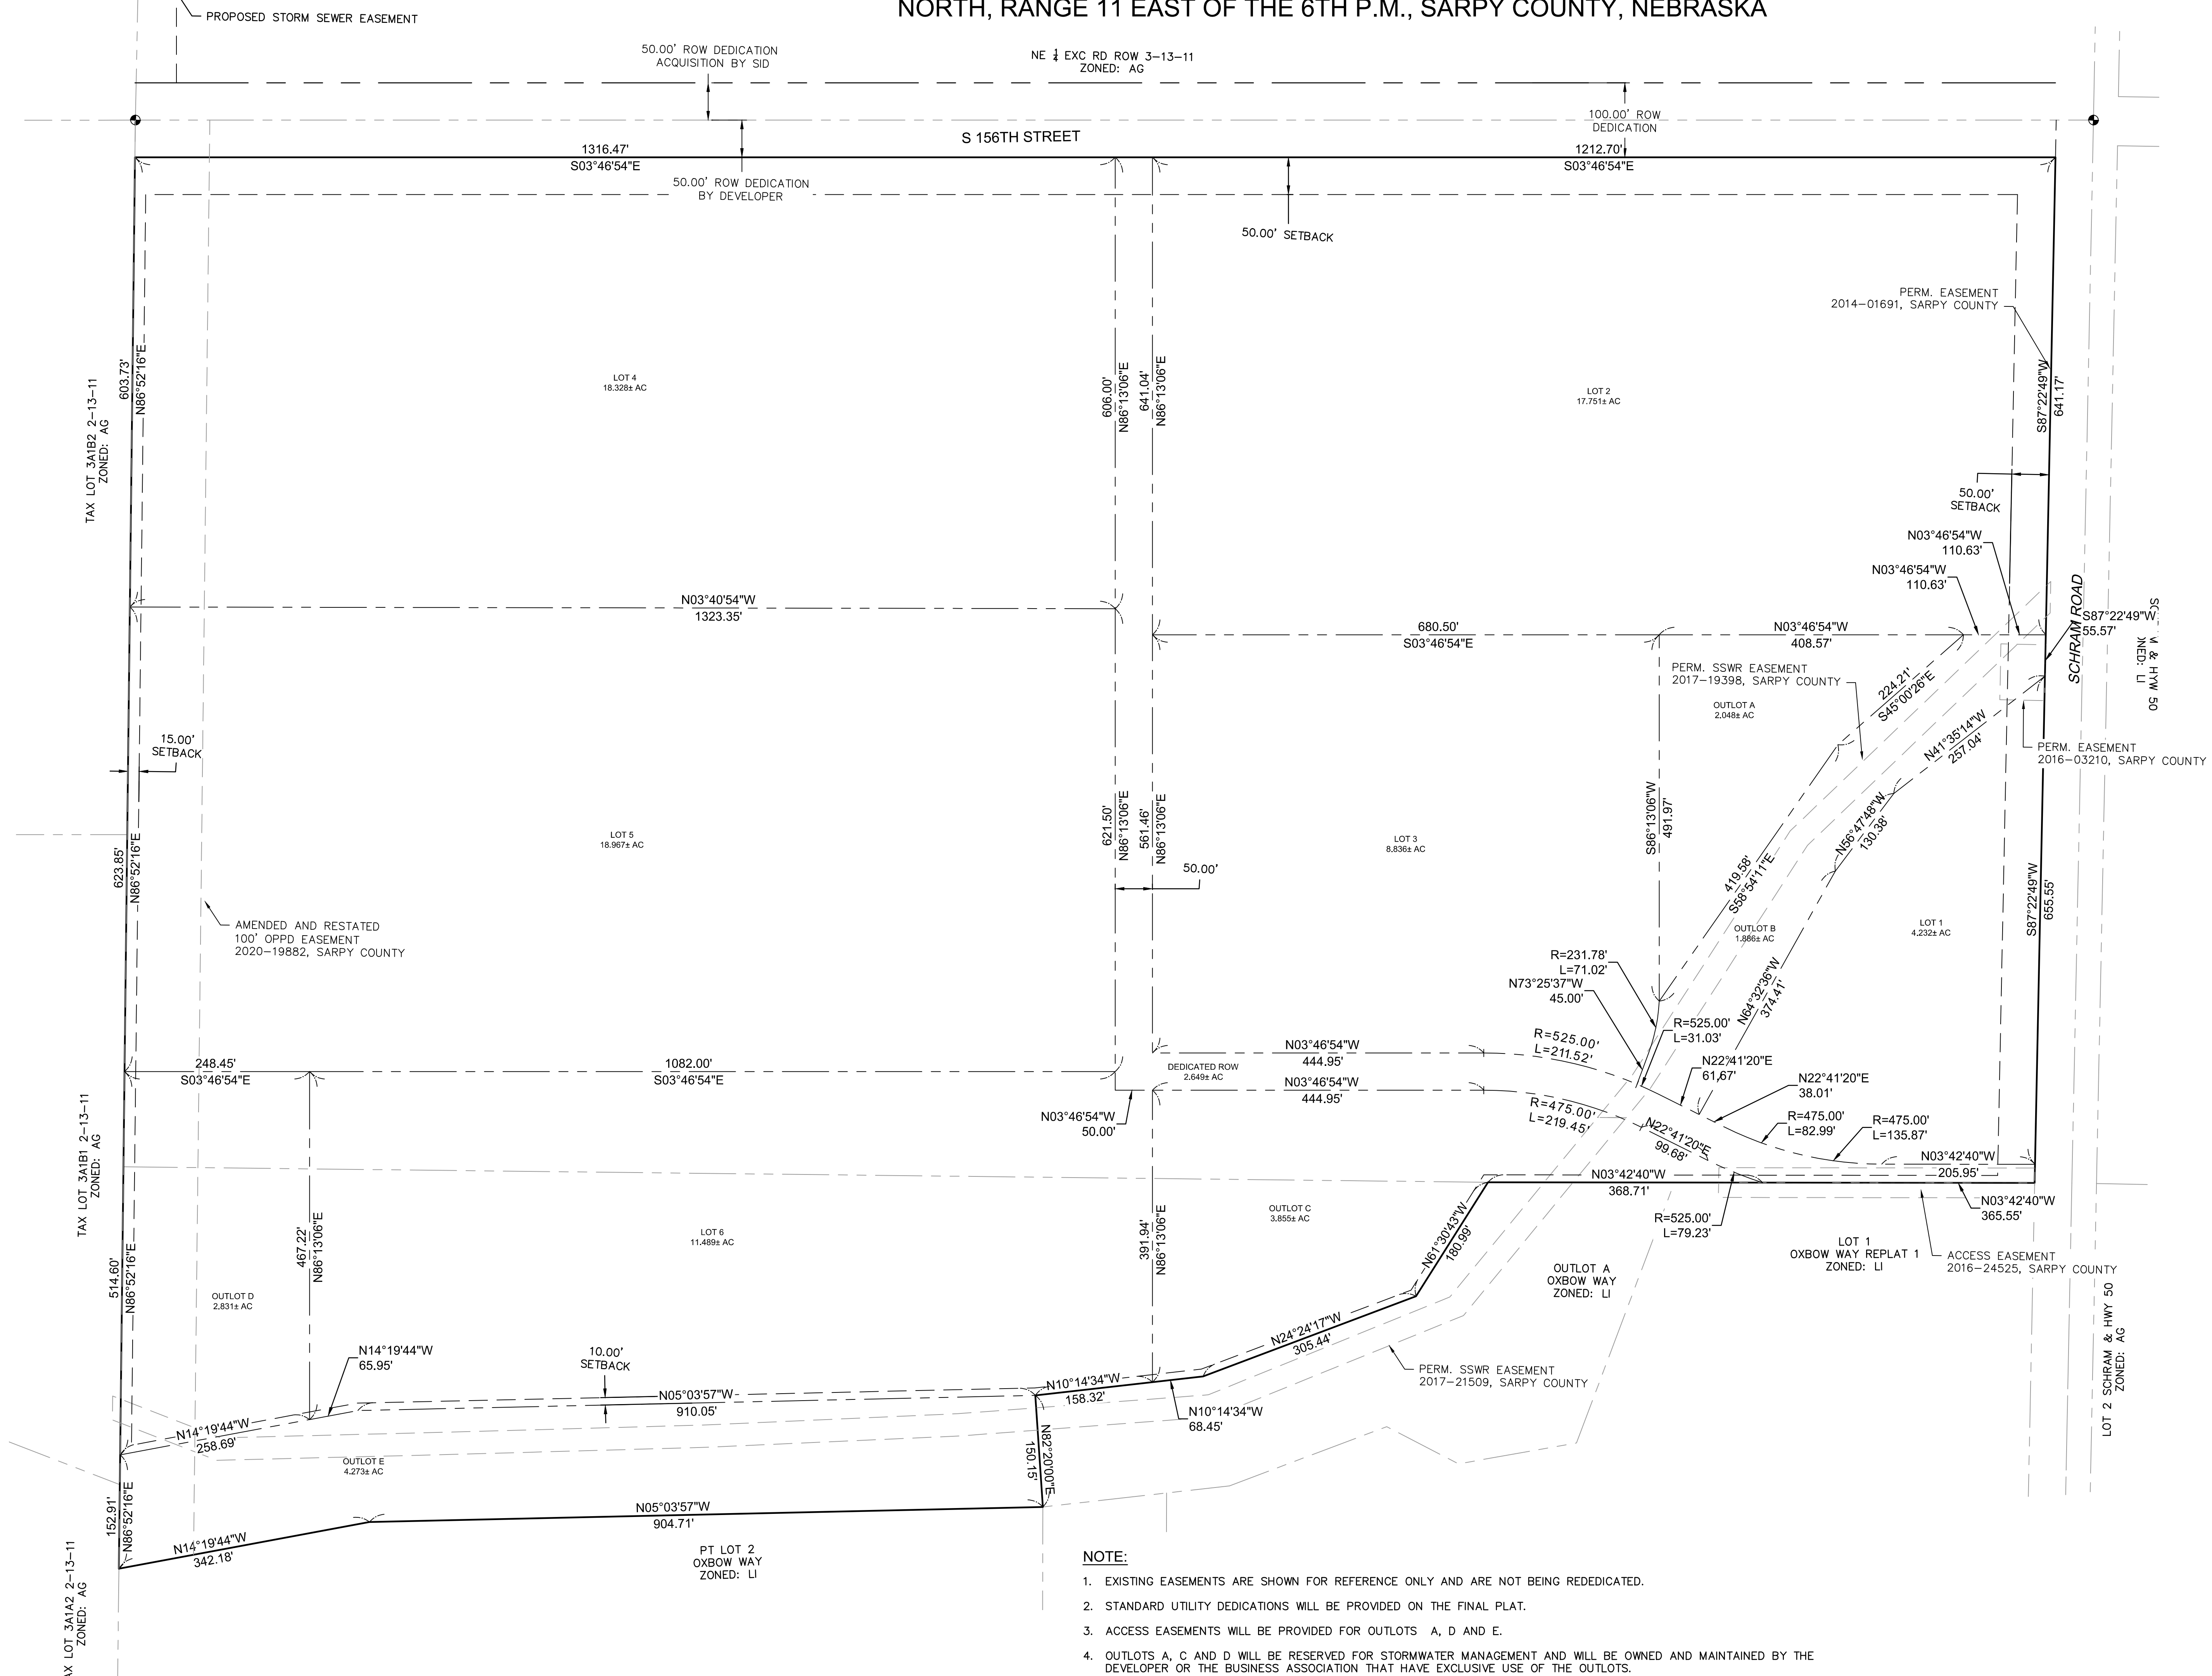 NORTH, RANGE 11 EAST OF THE 6TH P.M., SARPY COUNTY, NEBRASKA
PROPOSED STORM SEWER EASEMENT
50.00' ROW DEDICATION
ACQUISITION BY SID
NE 1/4 EXC RD ROW 3-13-11
ZONED: AG
100.00' ROW
DEDICATION
S 156TH STREET
1316.47'
S03°46'54"E
1212.70'
S03°46'54"E
50.00' ROW DEDICATION
BY DEVELOPER
50.00' SETBACK
PERM. EASEMENT
2014-01691, SARPY COUNTY
TAX LOT 3A1B2 2-13-11
ZONED: AG
603.73'
N86°52'16"E
LOT 4
18.328± AC
606.00'
N86°13'06"E
641.04'
N86°13'06"E
LOT 2
17.751± AC
S87°22'49"W
641.17'
50.00'
SETBACK
N03°46'54"W
110.63'
N03°46'54"W
110.63'
N03°40'54"W
1323.35'
680.50'
S03°46'54"E
N03°46'54"W
408.57'
SCHRAM ROAD
S87°22'49"W
55.57'
M & HYW 50
PERM. SSWR EASEMENT
2017-19398, SARPY COUNTY
224.21'
S45°00'26"E
OUTLOT A
2.048± AC
N41°35'14"W
257.04'
PERM. EASEMENT
2016-03210, SARPY COUNTY
15.00'
SETBACK
623.85'
N86°52'16"E
LOT 5
18.967± AC
621.50'
N86°13'06"E
561.46'
N86°13'06"E
50.00'
LOT 3
8.836± AC
S86°13'06"W
491.97'
419.58'
S58°54'11"E
N56°47'48"W
130.38'
AMENDED AND RESTATED
100' OPPD EASEMENT
2020-19882, SARPY COUNTY
OUTLOT B
1.886± AC
LOT 1
4.232± AC
S87°22'49"W
655.55'
R=231.78'
L=71.02'
N73°25'37"W
45.00'
N64°32'36"W
374.41'
R=525.00'
L=31.03'
R=525.00'
L=211.52'
N03°46'54"W
444.95'
DEDICATED ROW
2.649± AC
N03°46'54"W
444.95'
248.45'
S03°46'54"E
1082.00'
S03°46'54"E
N22°41'20"E
61.67'
N22°41'20"E
38.01'
N03°46'54"W
50.00'
R=475.00'
L=219.45'
N22°41'20"E
99.68'
R=475.00'
L=82.99'
R=475.00'
L=135.87'
N03°42'40"W
205.95'
N03°42'40"W
368.71'
N03°42'40"W
365.55'
TAX LOT 3A1B1 2-13-11
ZONED: AG
514.60'
N86°52'16"E
467.22'
N86°13'06"E
LOT 6
11.489± AC
391.94'
N86°13'06"E
OUTLOT C
3.855± AC
N61°30'43"W
180.99'
R=525.00'
L=79.23'
LOT 1
OXBOW WAY REPLAT 1
ZONED: LI
ACCESS EASEMENT
2016-24525, SARPY COUNTY
OUTLOT A
OXBOW WAY
ZONED: LI
OUTLOT D
2.831± AC
N14°19'44"W
65.95'
10.00'
SETBACK
N24°24'17"W
305.44'
PERM. SSWR EASEMENT
2017-21509, SARPY COUNTY
LOT 2 SCHRAM & HWY 50
ZONED: AG
N05°03'57"W
910.05'
N10°14'34"W
158.32'
N10°14'34"W
68.45'
N14°19'44"W
258.69'
N82°20'00"E
150.15'
OUTLOT E
4.273± AC
152.91'
N86°52'16"E
N05°03'57"W
904.71'
N14°19'44"W
342.18'
PT LOT 2
OXBOW WAY
ZONED: LI
LOT 3A1A2 2-13-11
ZONED: AG
NOTE:
1. EXISTING EASEMENTS ARE SHOWN FOR REFERENCE ONLY AND ARE NOT BEING REDEDICATED.
2. STANDARD UTILITY DEDICATIONS WILL BE PROVIDED ON THE FINAL PLAT.
3. ACCESS EASEMENTS WILL BE PROVIDED FOR OUTLOTS A, D AND E.
4. OUTLOTS A, C AND D WILL BE RESERVED FOR STORMWATER MANAGEMENT AND WILL BE OWNED AND MAINTAINED BY THE
DEVELOPER OR THE BUSINESS ASSOCIATION THAT HAVE EXCLUSIVE USE OF THE OUTLOTS.